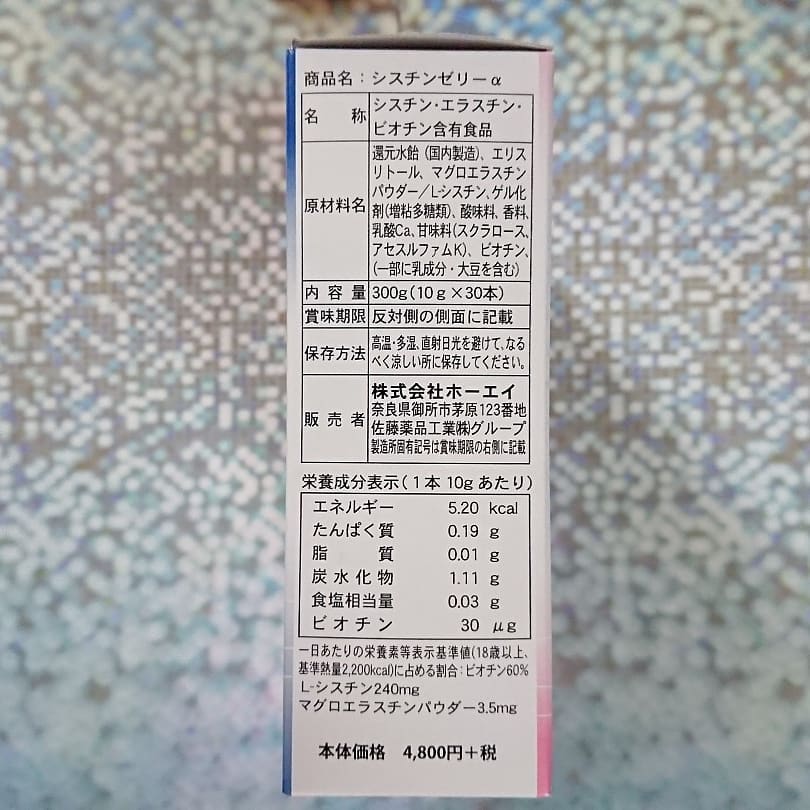 商品名：シスチンゼリーα
名称
シスチン・エラスチン・
ビオチン含有食品
原材料名
還元水飴（国内製造）、エリス
リトール、マグロエラスチン
パウダー／L-シスチン、ゲル化
剤（増粘多糖類）、酸味料、香料、
乳酸Ca、甘味料（スクラロース、
アセスルファムK）、ビオチン、
（一部に乳成分・大豆を含む）
内容量 300g（10g×30本）
賞味期限 反対側の側面に記載
保存方法
高温・多湿、直射日光を避けて、なる
べく涼しい所に保存してください。
販売者
株式会社ホーエイ
奈良県御所市茅原123番地
佐藤薬品工業㈱グループ
製造所固有記号は賞味期限の右側に記載
栄養成分表示（1本10gあたり）
エネルギー 5.20 kcal
たんぱく質 0.19 g
脂質 0.01 g
炭水化物 1.11 g
食塩相当量 0.03 g
ビオチン 30 μg
一日あたりの栄養素等表示基準値（18歳以上、
基準熱量2,200kcal）に占める割合：ビオチン60%
L-シスチン240mg
マグロエラスチンパウダー3.5mg
本体価格 4,800円＋税